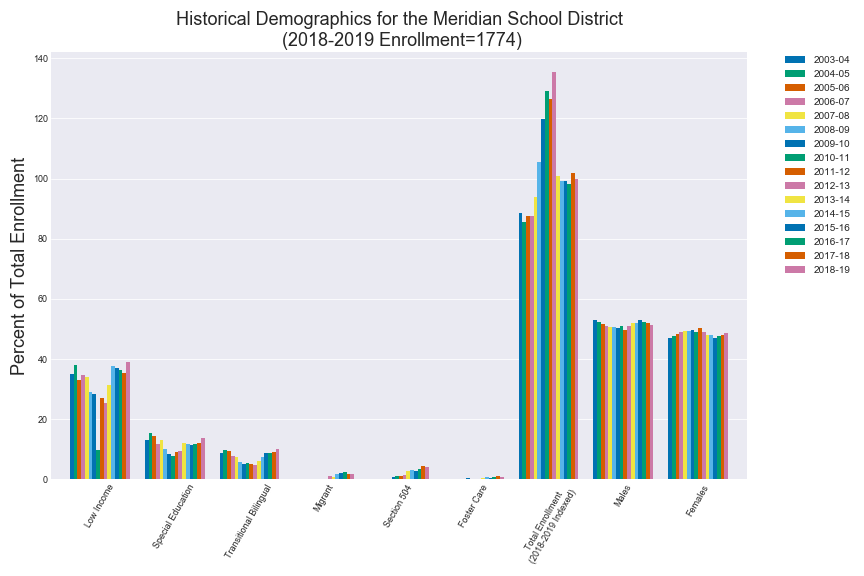 Historical Demographics for the Meridian School District
(2018-2019 Enrollment=1774)
Percent of Total Enrollment
140
120
100
80
60
40
20
0
Low Income
Special Education
Transitional Bilingual
Migrant
Section 504
Foster Care
Total Enrollment
(2018-2019 Indexed)
Males
Females
2003-04
2004-05
2005-06
2006-07
2007-08
2008-09
2009-10
2010-11
2011-12
2012-13
2013-14
2014-15
2015-16
2016-17
2017-18
2018-19